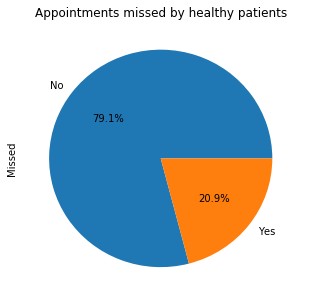 Appointments missed by healthy patients
No
79.1%
Missed
20.9%
Yes